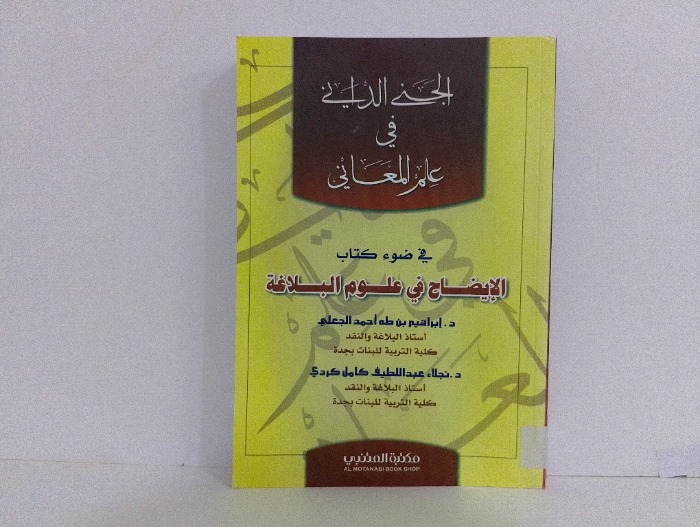 الجنى الداني
في
علم المعاني
في ضوء كتاب
الإيضاح في علوم البلاغة
د. إبراهيم بن طه أحمد الجعلي
أستاذ البلاغة والنقد
كلية التربية للبنات بجدة
د. نجلاء عبداللطيف كامل كردي
أستاذ البلاغة والنقد
كلية التربية للبنات بجدة
مكتبة المتنبي
AL MOTANABI BOOK SHOP